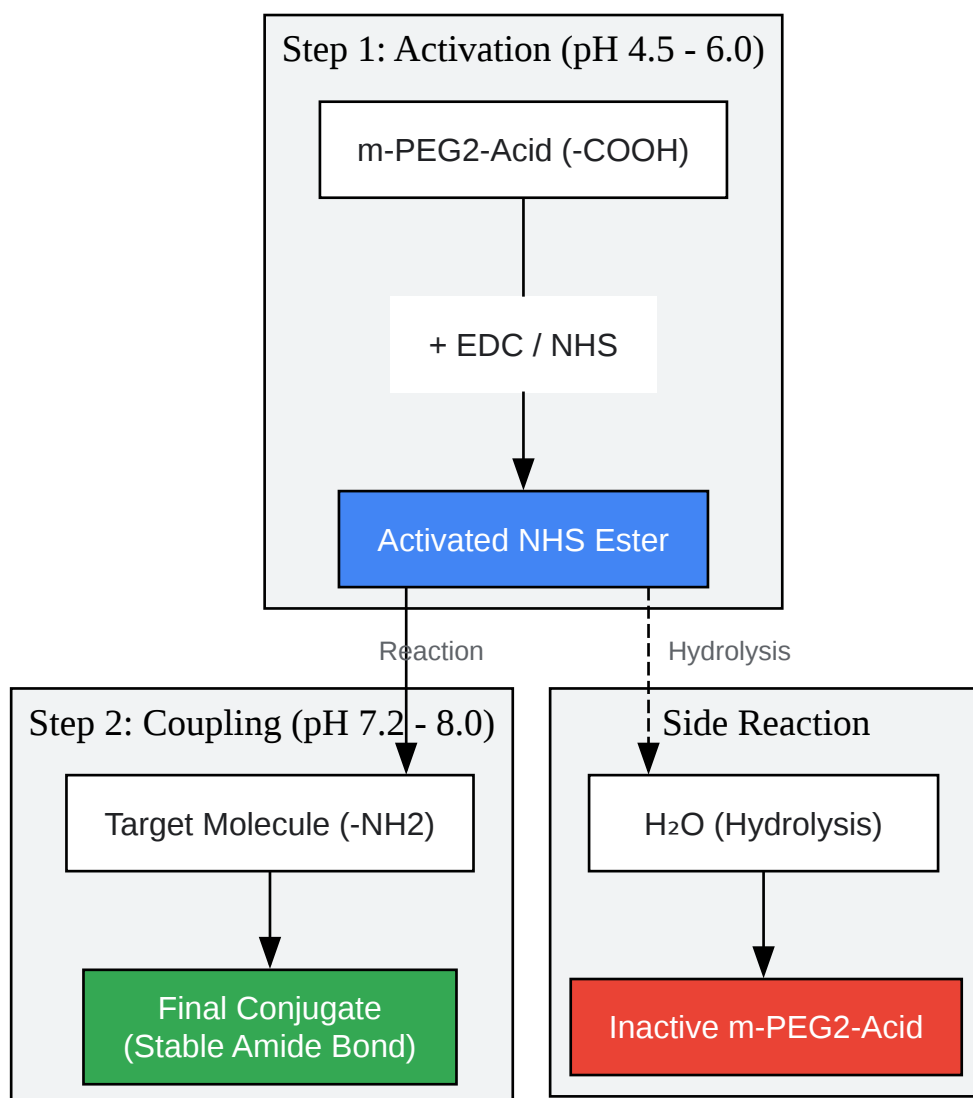 Step 1: Activation (pH 4.5 - 6.0)
m-PEG2-Acid (-COOH)
+ EDC / NHS
Activated NHS Ester
Reaction
Hydrolysis
Step 2: Coupling (pH 7.2 - 8.0)
Target Molecule (-NH2)
Final Conjugate
(Stable Amide Bond)
Side Reaction
H₂O (Hydrolysis)
Inactive m-PEG2-Acid